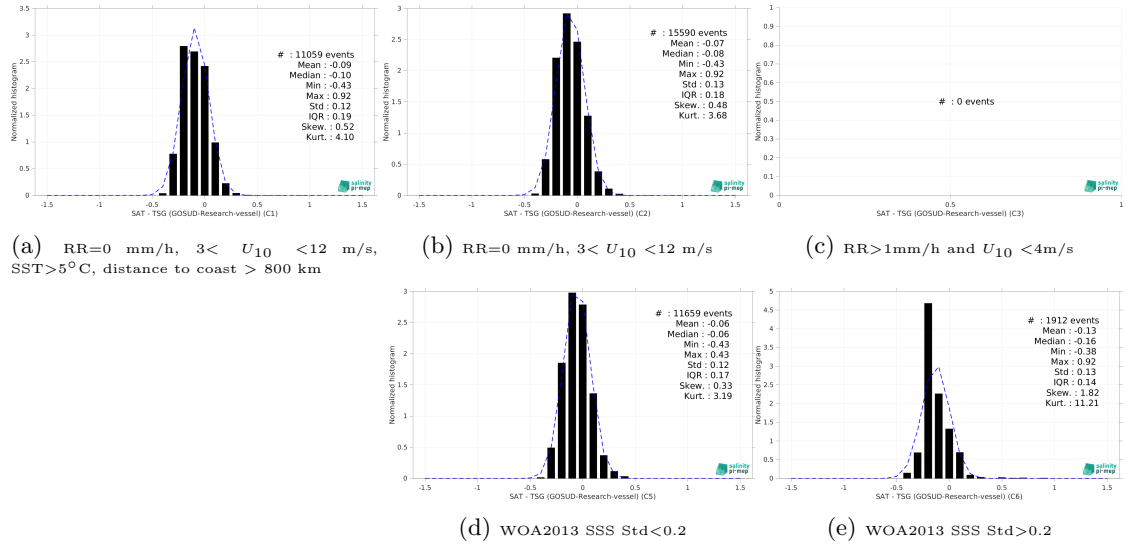 3.5
3
2.5
2
1.5
1
0.5
0
Normalized histogram
# : 11059 events
Mean : -0.09
Median : -0.10
Min : -0.43
Max : 0.92
Std : 0.12
IQR : 0.19
Skew. : 0.52
Kurt. : 4.10
salinity
pi-mep
-1.5 -1 -0.5 0 0.5 1 1.5
SAT - TSG (GOSUD-Research-vessel) (C1)
(a) RR=0 mm/h, 3< U10 <12 m/s,
SST>5°C, distance to coast > 800 km
3
2.5
2
1.5
1
0.5
0
Normalized histogram
# : 15590 events
Mean : -0.07
Median : -0.08
Min : -0.43
Max : 0.92
Std : 0.13
IQR : 0.18
Skew. : 0.48
Kurt. : 3.68
salinity
pi-mep
-1.5 -1 -0.5 0 0.5 1 1.5
SAT - TSG (GOSUD-Research-vessel) (C2)
(b) RR=0 mm/h, 3< U10 <12 m/s
1
0.9
0.8
0.7
0.6
0.5
0.4
0.3
0.2
0.1
0
Normalized histogram
# : 0 events
salinity
pi-mep
0 0.5 1
SAT - TSG (GOSUD-Research-vessel) (C3)
(c) RR>1mm/h and U10 <4m/s
3
2.5
2
1.5
1
0.5
0
Normalized histogram
# : 11659 events
Mean : -0.06
Median : -0.06
Min : -0.43
Max : 0.43
Std : 0.12
IQR : 0.17
Skew. : 0.33
Kurt. : 3.19
salinity
pi-mep
-1.5 -1 -0.5 0 0.5 1 1.5
SAT - TSG (GOSUD-Research-vessel) (C5)
(d) WOA2013 SSS Std<0.2
5
4.5
4
3.5
3
2.5
2
1.5
1
0.5
0
Normalized histogram
# : 1912 events
Mean : -0.13
Median : -0.16
Min : -0.38
Max : 0.92
Std : 0.13
IQR : 0.14
Skew. : 1.82
Kurt. : 11.21
salinity
pi-mep
-1.5 -1 -0.5 0 0.5 1 1.5
SAT - TSG (GOSUD-Research-vessel) (C6)
(e) WOA2013 SSS Std>0.2